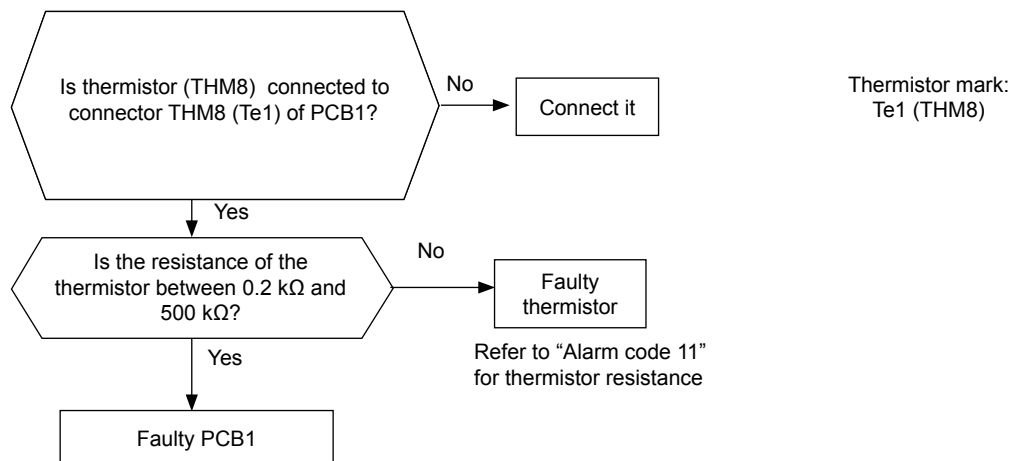 Is thermistor (THM8) connected to
connector THM8 (Te1) of PCB1?
No
Connect it
Thermistor mark:
Te1 (THM8)
Yes
Is the resistance of the
thermistor between 0.2 kΩ and
500 kΩ?
No
Faulty
thermistor
Refer to “Alarm code 11”
for thermistor resistance
Yes
Faulty PCB1